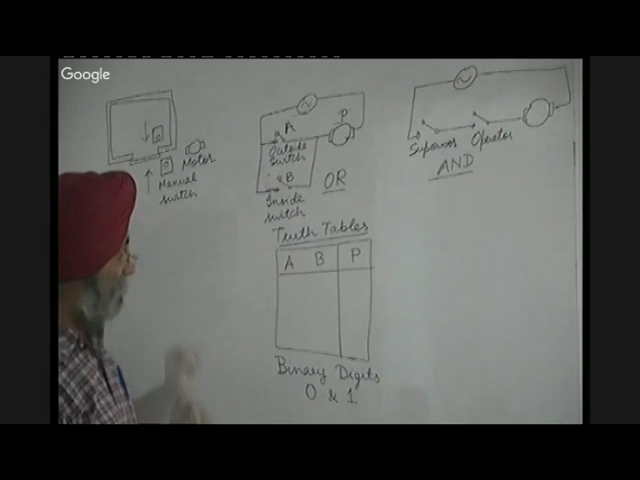 Google
Motor
Manual
switch
A
P
Outside
switch
B
Inside
switch
OR
Supervisor Operator
AND
Truth Tables
A B P
Binary Digits
0 & 1